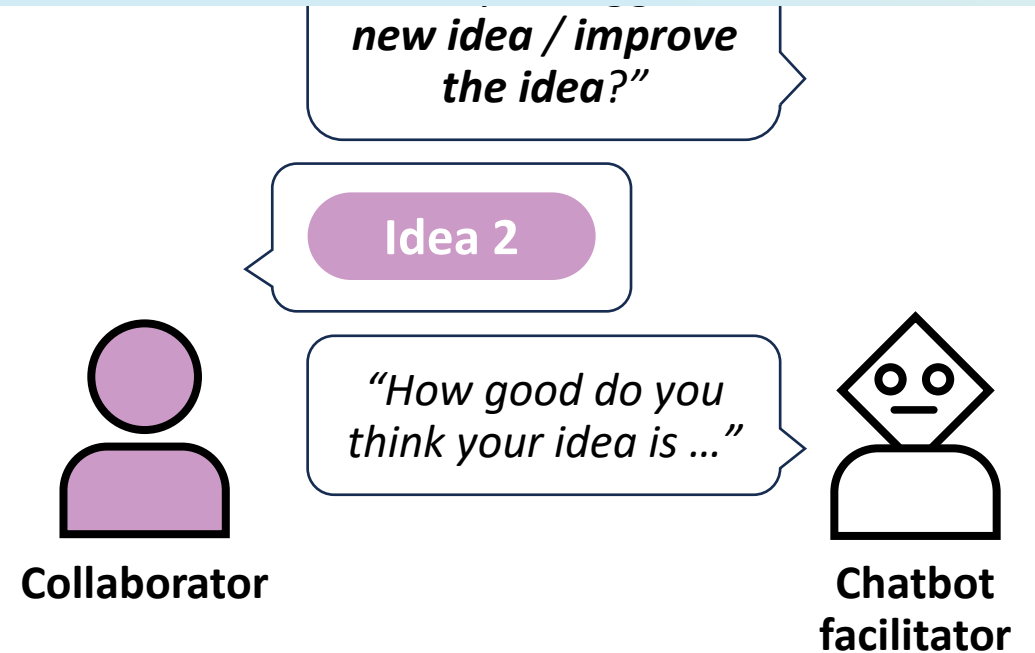 new idea / improve
the idea?”
Idea 2
“How good do you
think your idea is …”
Collaborator
Chatbot
facilitator